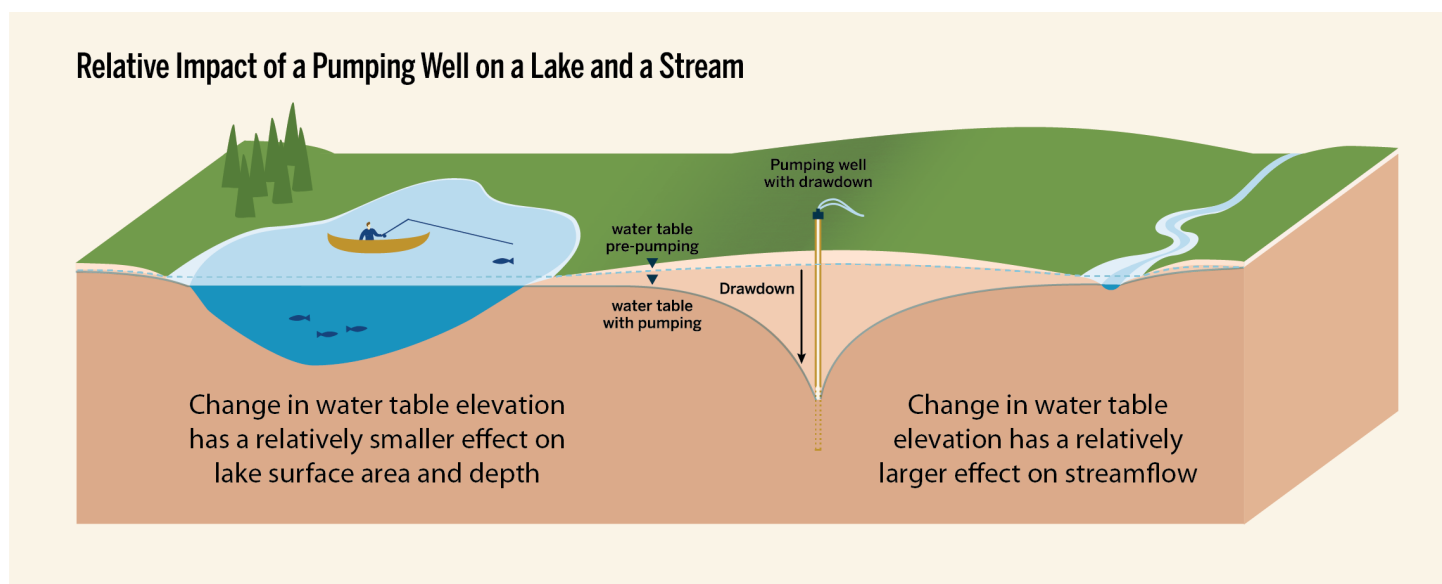 Relative Impact of a Pumping Well on a Lake and a Stream
Pumping well
with drawdown
water table
pre-pumping
Drawdown
water table
with pumping
Change in water table elevation
has a relatively smaller effect on
lake surface area and depth
Change in water table
elevation has a relatively
larger effect on streamflow